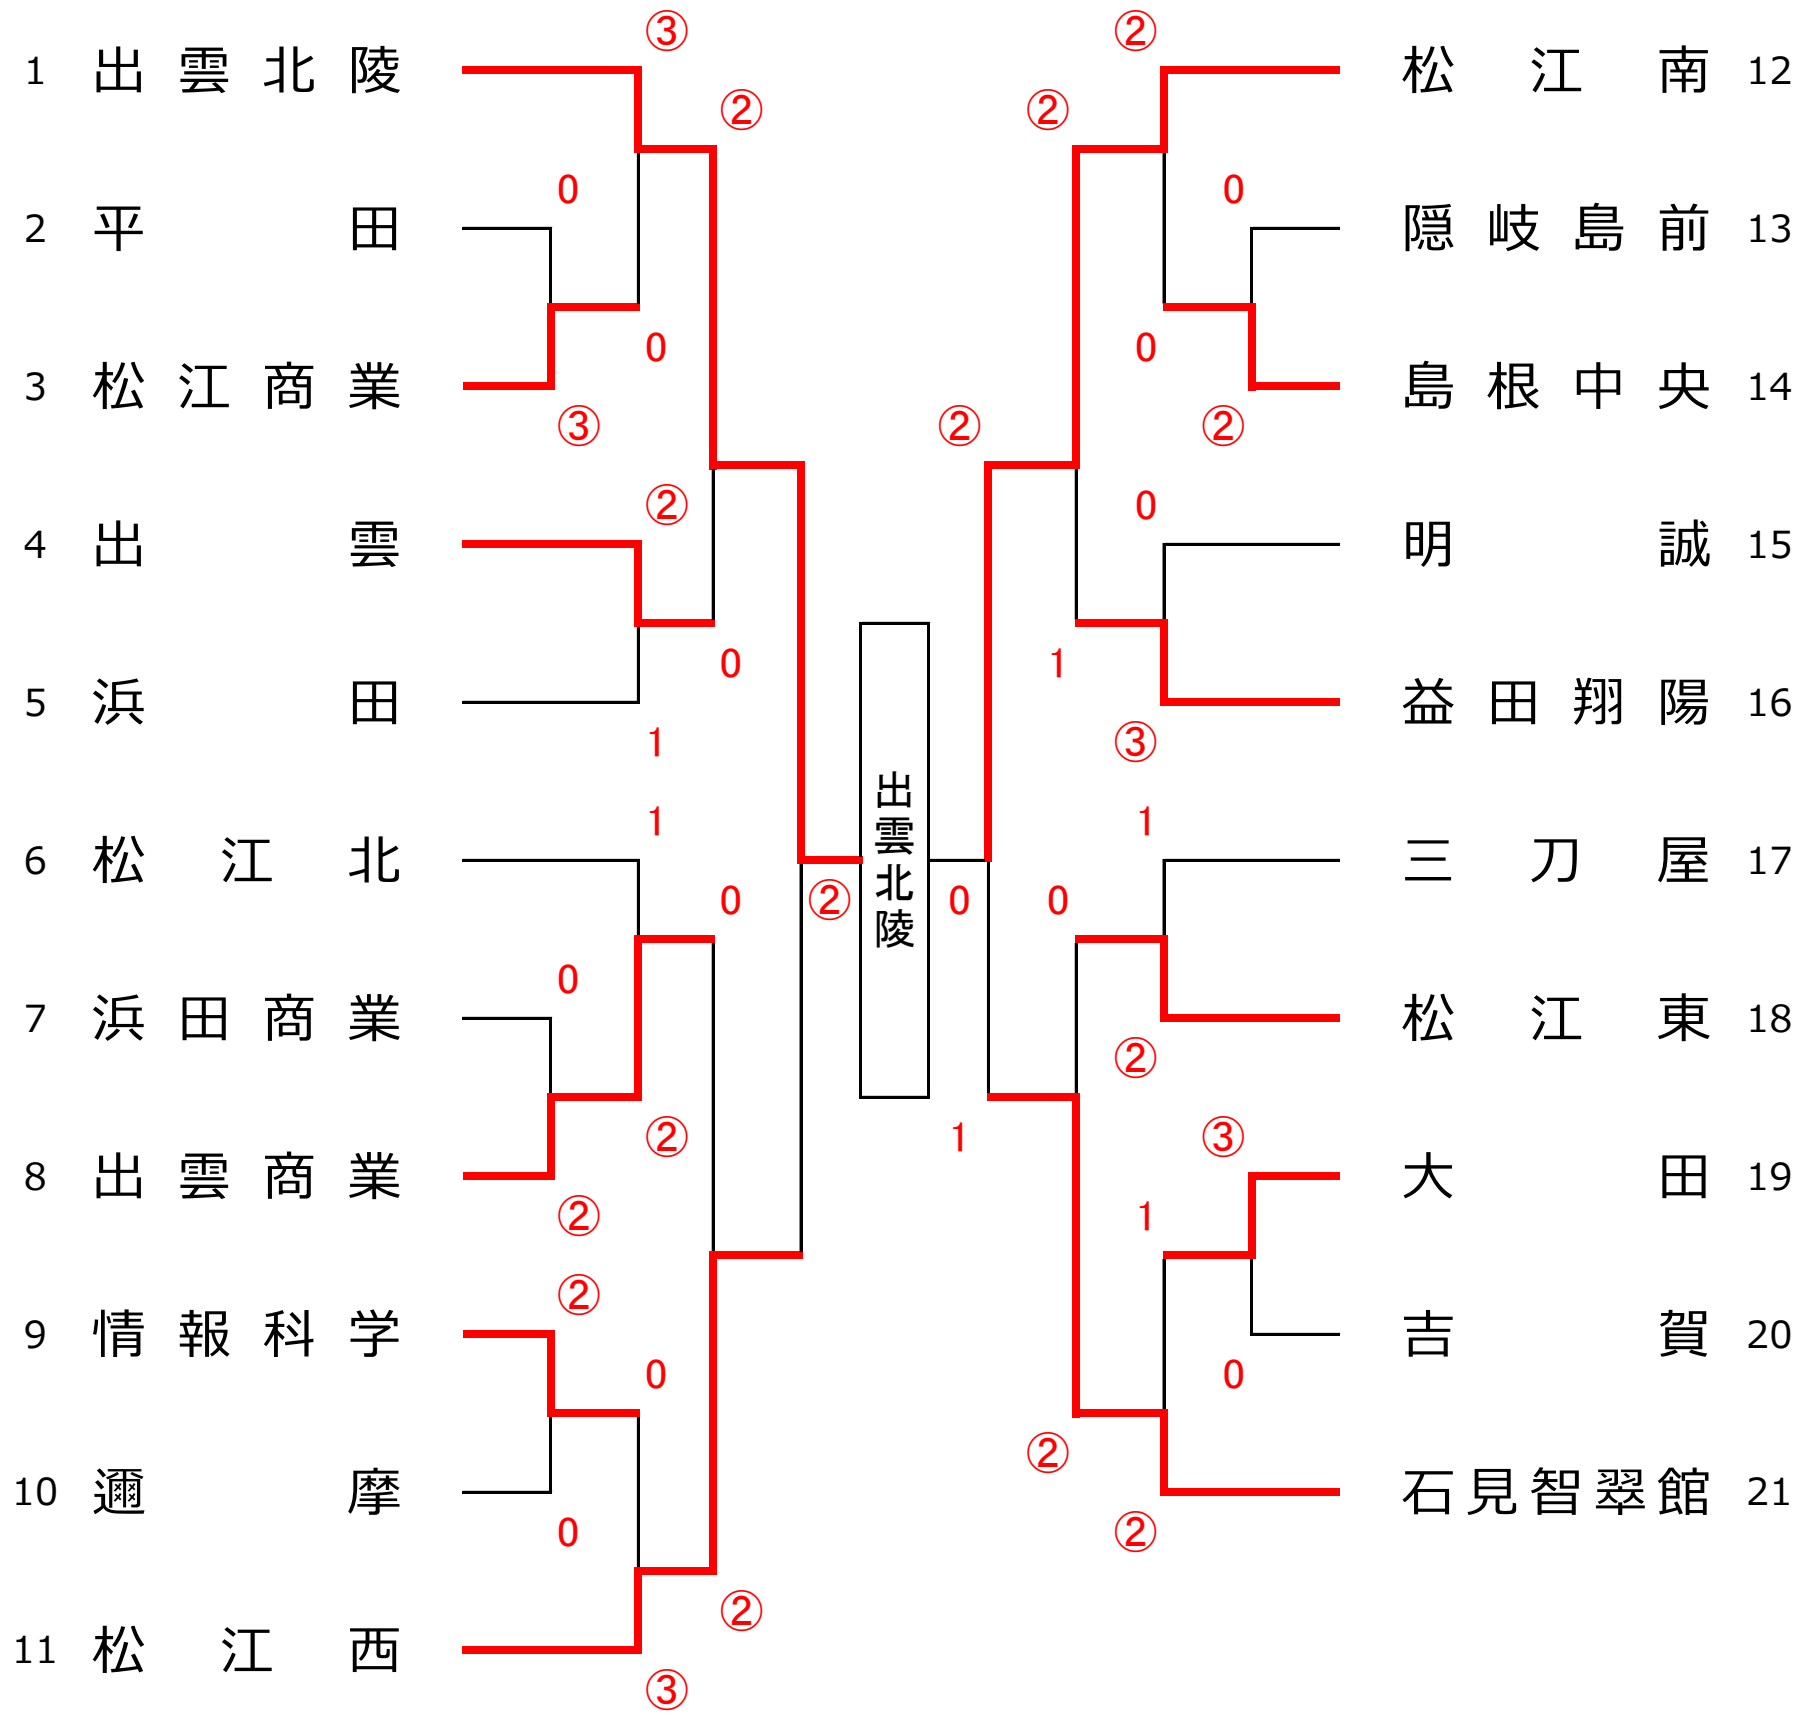 ③
1 出雲北陵
②
0
2 平田
0
3 松江商業
③
②
4 出雲
0
5 浜田
1
1
6 松江北
0
②
0
7 浜田商業
②
8 出雲商業
②
②
9 情報科学
0
10 邇摩
0
②
11 松江西
③
出雲北陵
②
松江南 12
②
0
隠岐島前 13
0
島根中央 14
②
②
0
明誠 15
1
益田翔陽 16
③
1
三刀屋 17
0
0
松江東 18
②
1
③
大田 19
1
吉賀 20
0
②
石見智翠館 21
②